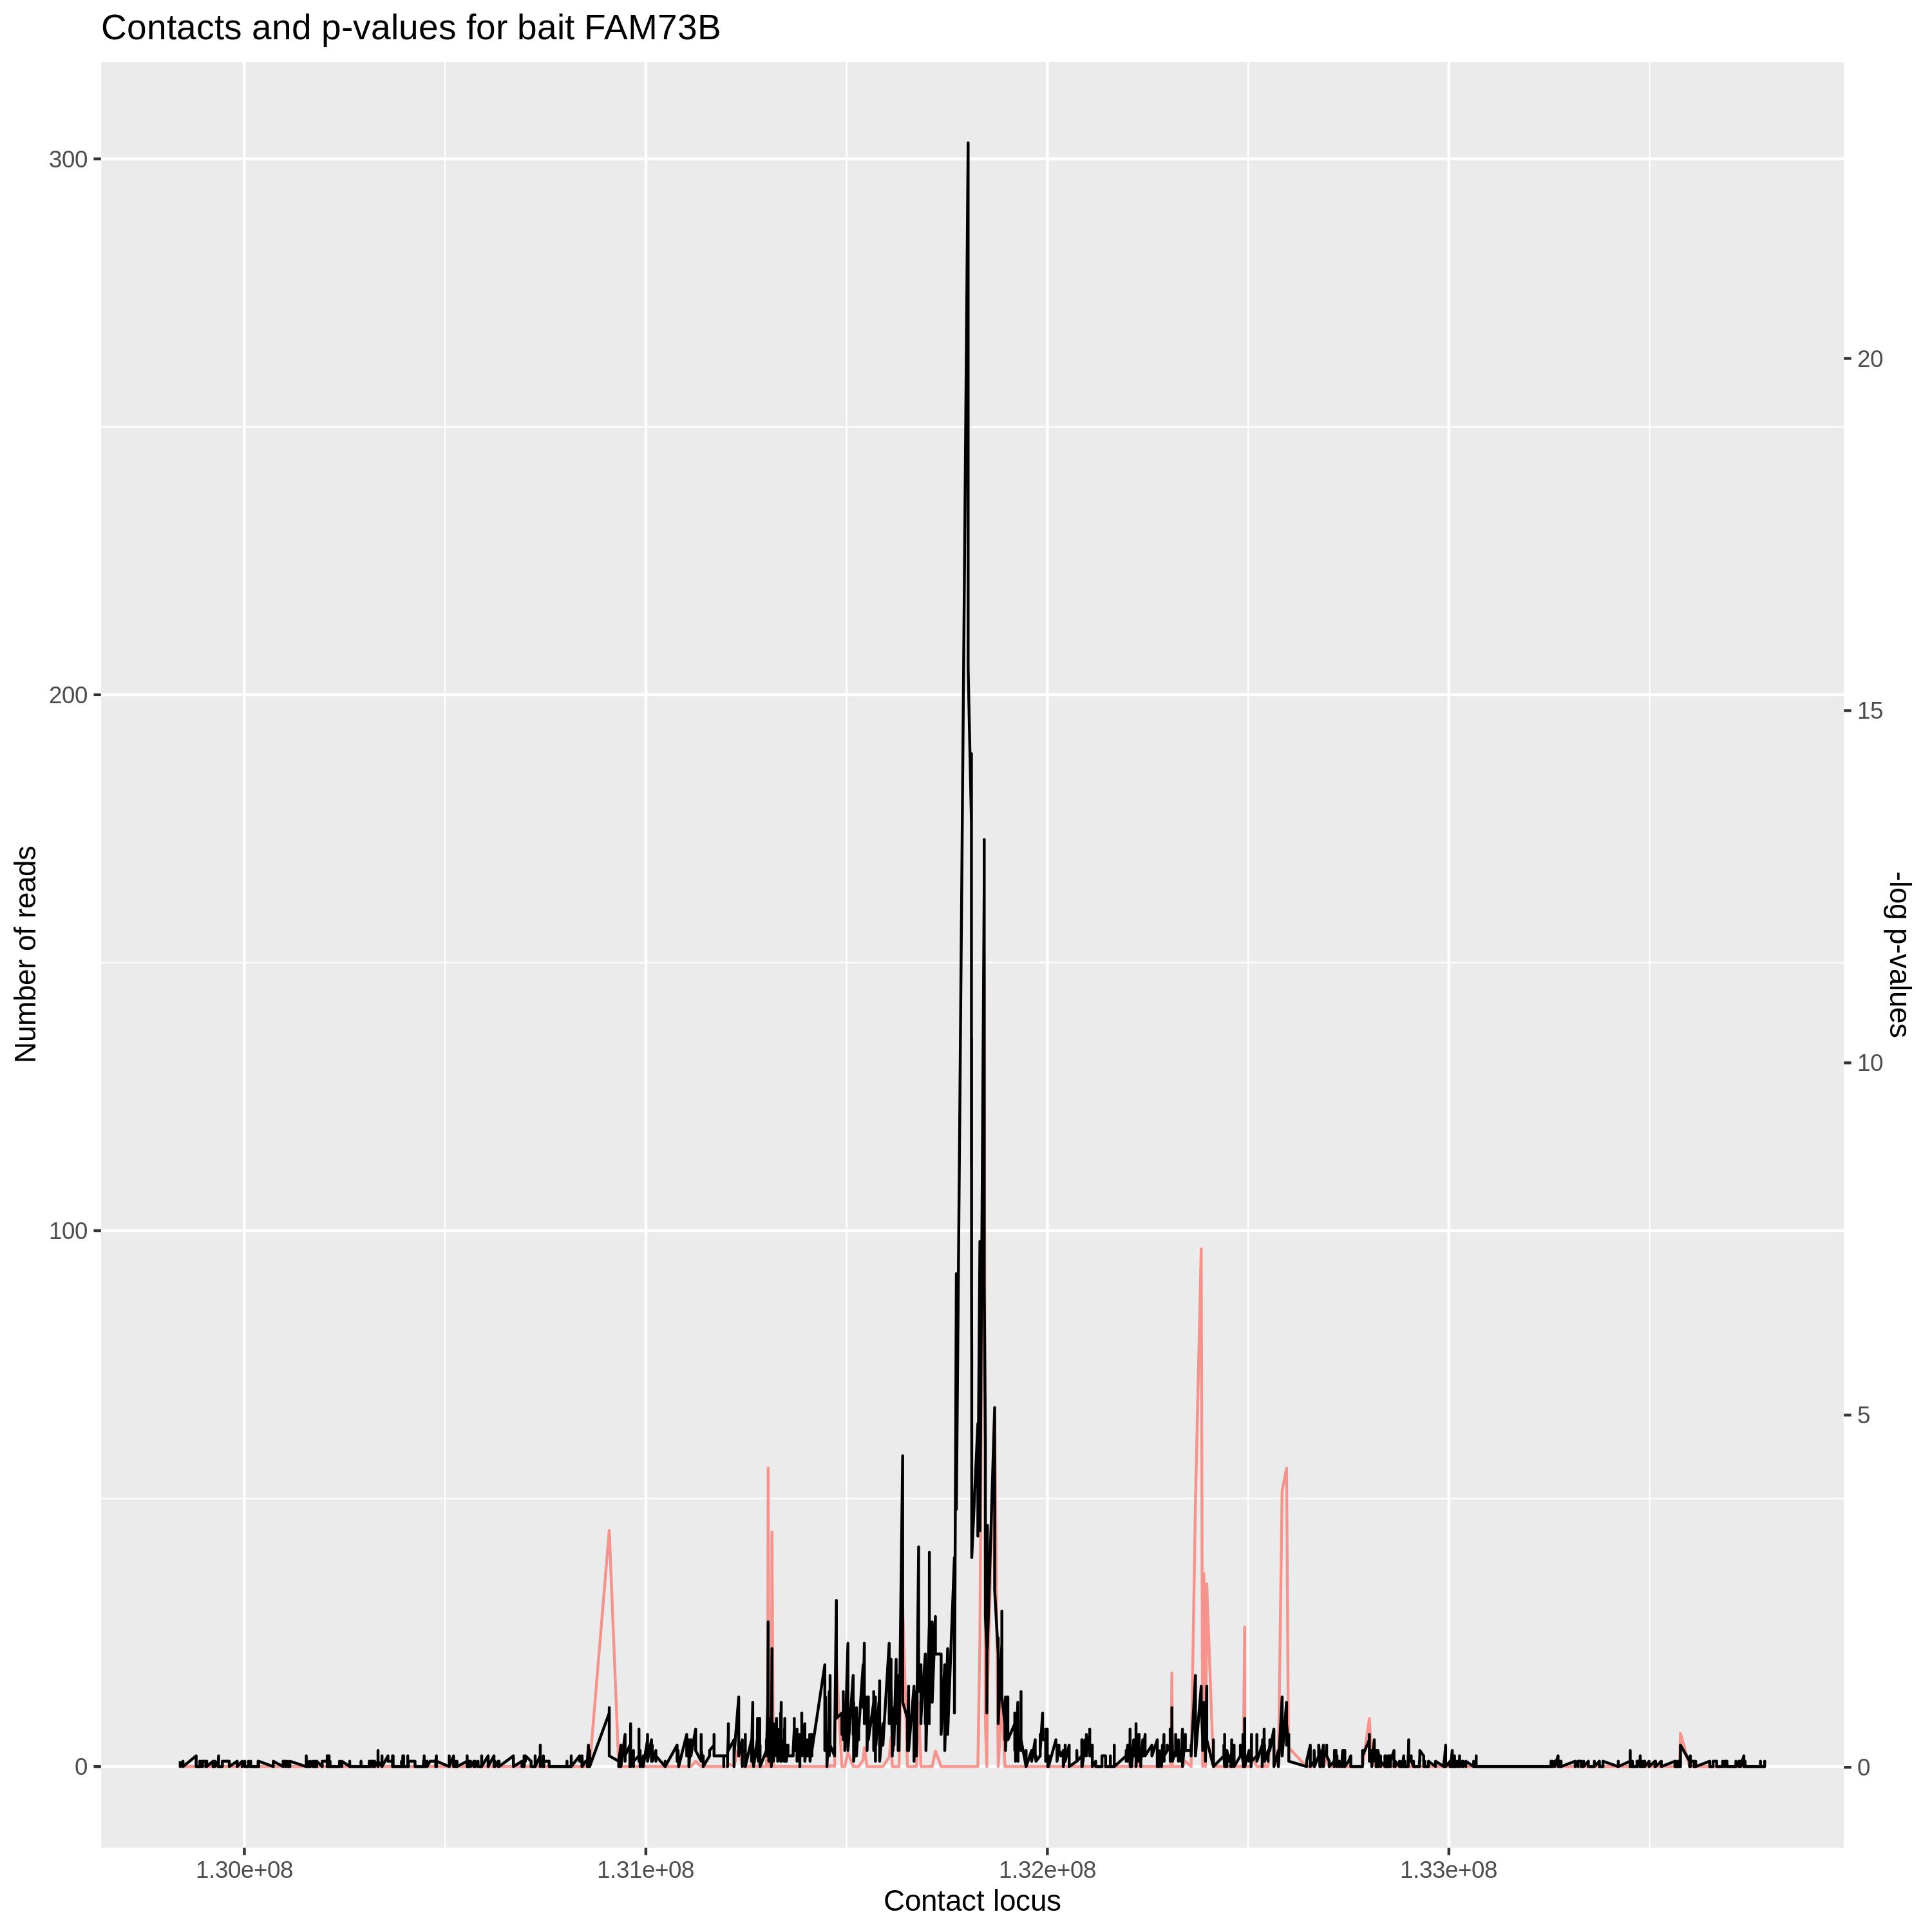 Contacts and p-values for bait FAM73B
300
200
100
0
Number of reads
20
15
10
5
0
-log p-values
1.30e+08
1.31e+08
1.32e+08
1.33e+08
Contact locus